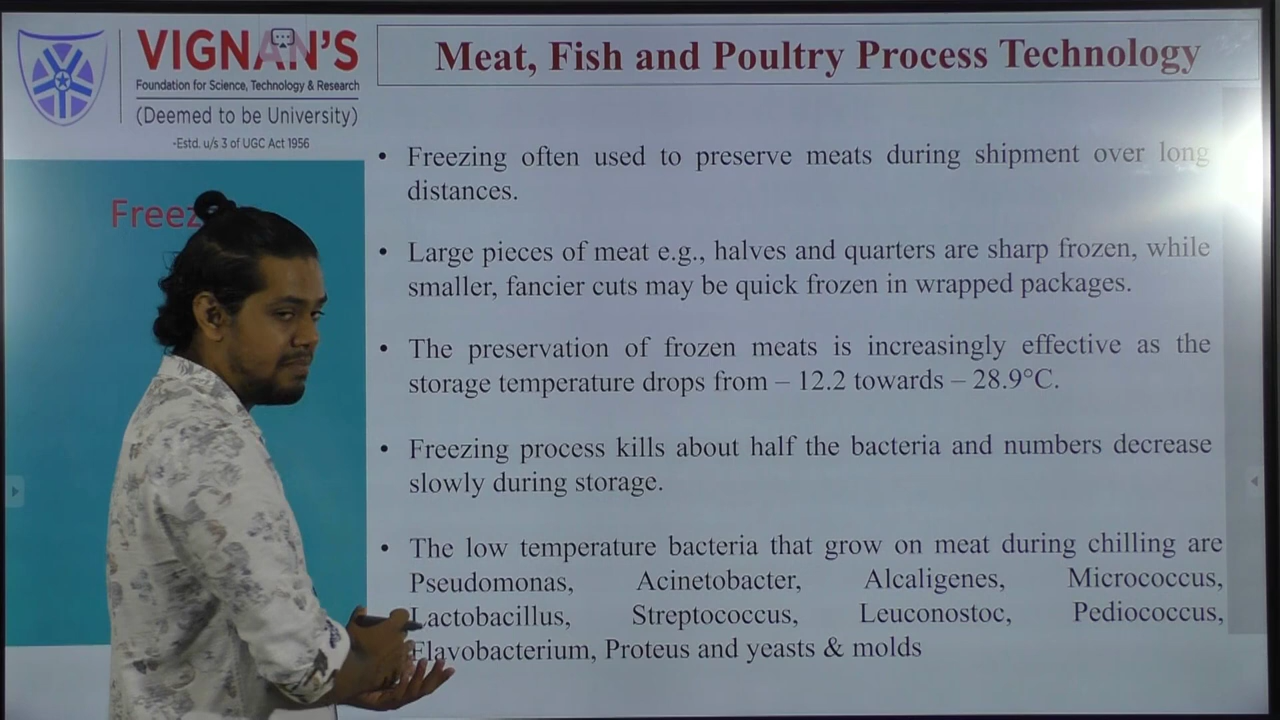 VIGNAN'S
Foundation for Science, Technology & Research
(Deemed to be University)
-Estd. u/s 3 of UGC Act 1956
Meat, Fish and Poultry Process Technology
• Freezing often used to preserve meats during shipment over long
distances.
• Large pieces of meat e.g., halves and quarters are sharp frozen, while
smaller, fancier cuts may be quick frozen in wrapped packages.
• The preservation of frozen meats is increasingly effective as the
storage temperature drops from – 12.2 towards – 28.9°C.
• Freezing process kills about half the bacteria and numbers decrease
slowly during storage.
• The low temperature bacteria that grow on meat during chilling are
Pseudomonas, Acinetobacter, Alcaligenes, Micrococcus,
Lactobacillus, Streptococcus, Leuconostoc, Pediococcus,
Flavobacterium, Proteus and yeasts & molds